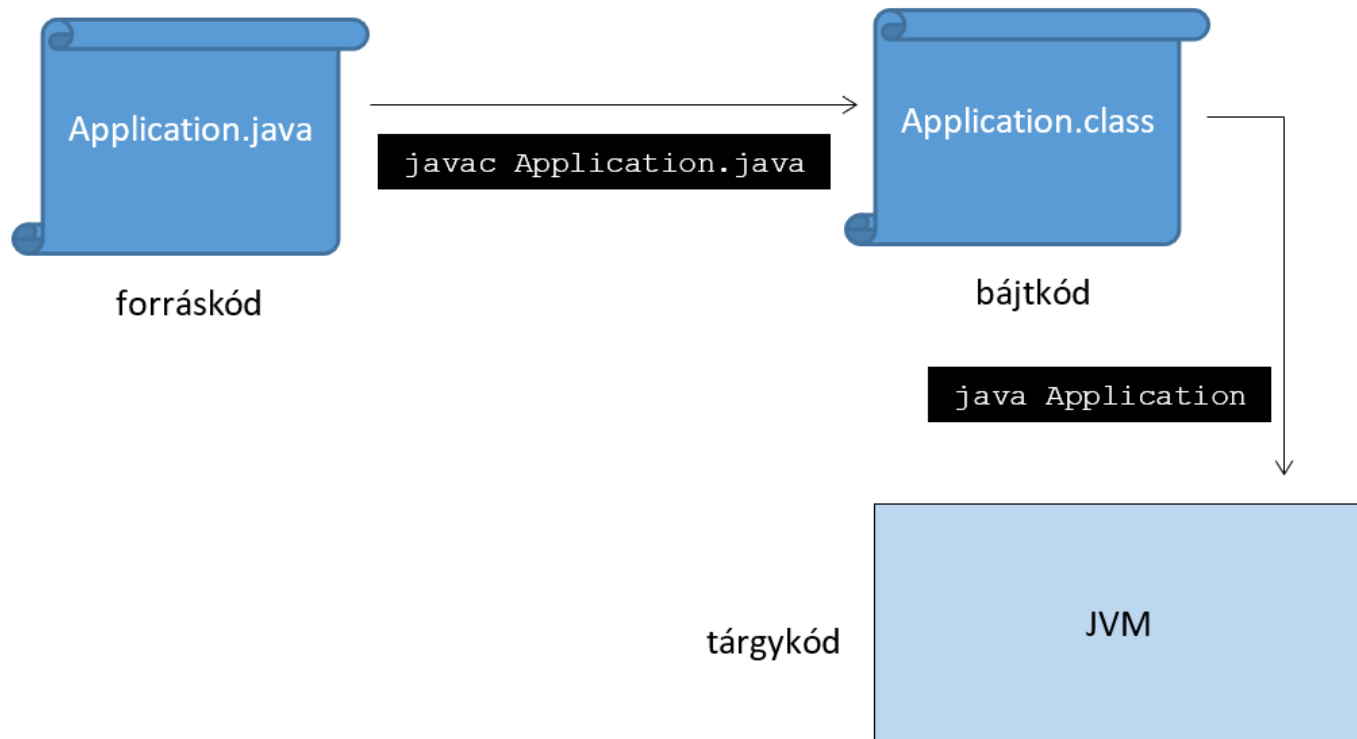 Application.java
javac Application.java
Application.class
forráskód
bájtkód
java Application
tárgykód
JVM